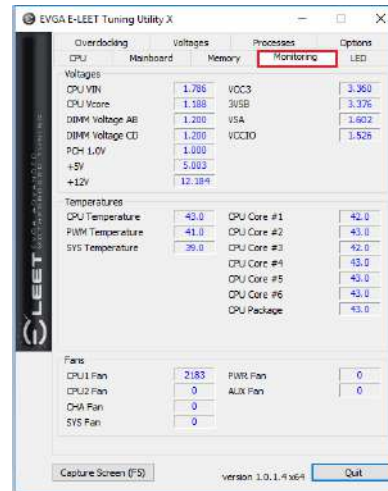 EVGA E-LEET Tuning Utility X
Overclocking Voltages Processes Options
CPU Mainboard Memory Monitoring LED
Voltages
CPU VIN 1.786 VCC3 3.360
CPU Vcore 1.188 3VSB 3.376
DIMM Voltage AB 1.200 VSA 1.602
DIMM Voltage CD 1.200 VCCIO 1.526
PCH 1.0V 1.000
+5V 5.003
+12V 12.184
Temperatures
CPU Temperature 43.0 CPU Core #1 42.0
PWM Temperature 41.0 CPU Core #2 43.0
SYS Temperature 39.0 CPU Core #3 42.0
CPU Core #4 43.0
CPU Core #5 43.0
CPU Core #6 43.0
CPU Package 43.0
Fans
CPU1 Fan 2183 PWR Fan 0
CPU2 Fan 0 AUX Fan 0
CHA Fan 0
SYS Fan 0
Capture Screen (F5) version 1.0.1.4 x64 Quit
E-LEET